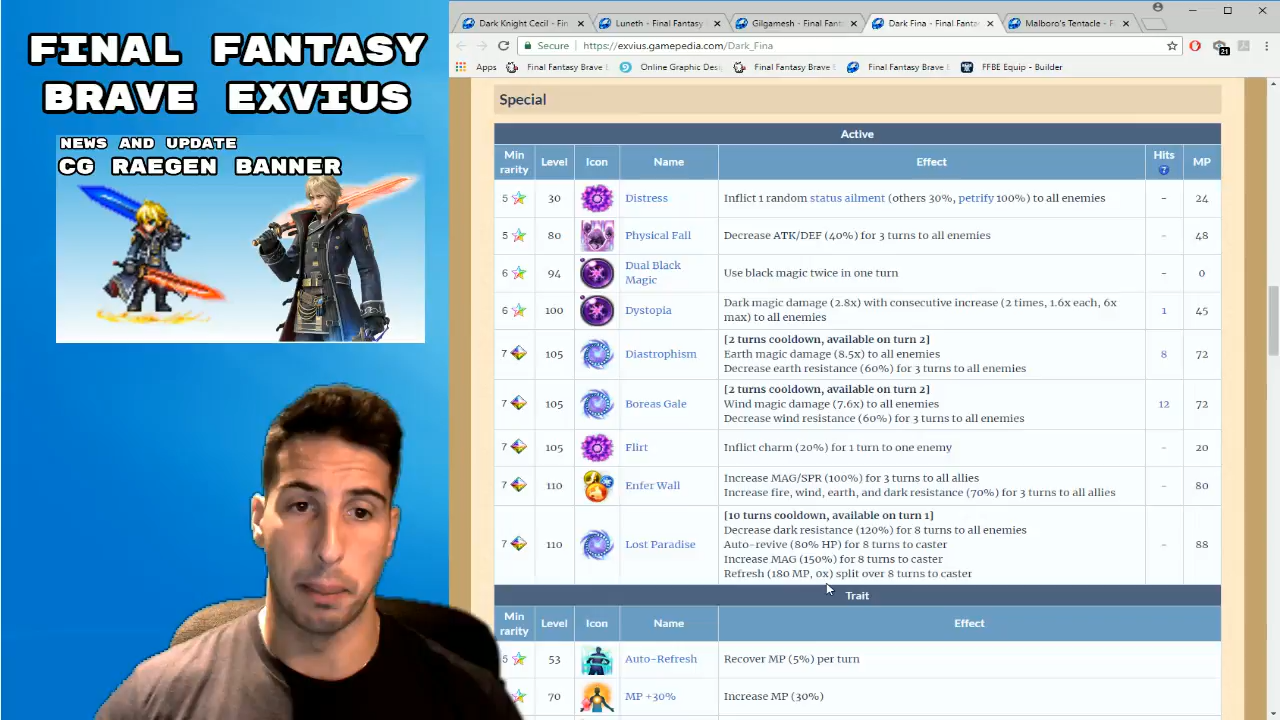 FINAL FANTASY
BRAVE EXVIUS
NEWS AND UPDATE
CG RAEGEN BANNER
Dark Knight Cecil - Fin
Luneth - Final Fantasy
Gilgamesh - Final Fant
Dark Fina - Final Fanta
Malboro's Tentacle - F
Secure
https://exvius.gamepedia.com/Dark_Fina
21
Apps
Final Fantasy Brave E
Online Graphic Desi
Final Fantasy Brave E
Final Fantasy Brave E
FFBE Equip - Builder
Special
Active
Min rarity Level Icon Name Effect Hits ? MP
5 30 Distress Inflict 1 random status ailment (others 30%, petrify 100%) to all enemies - 24
5 80 Physical Fall Decrease ATK/DEF (40%) for 3 turns to all enemies - 48
6 94 Dual Black Magic Use black magic twice in one turn - 0
6 100 Dystopia Dark magic damage (2.8x) with consecutive increase (2 times, 1.6x each, 6x
max) to all enemies 1 45
7 105 Diastrophism [2 turns cooldown, available on turn 2]
Earth magic damage (8.5x) to all enemies 8 72
Decrease earth resistance (60%) for 3 turns to all enemies
7 105 Boreas Gale [2 turns cooldown, available on turn 2]
Wind magic damage (7.6x) to all enemies 12 72
Decrease wind resistance (60%) for 3 turns to all enemies
7 105 Flirt Inflict charm (20%) for 1 turn to one enemy - 20
7 110 Enfer Wall Increase MAG/SPR (100%) for 3 turns to all allies
Increase fire, wind, earth, and dark resistance (70%) for 3 turns to all allies - 80
7 110 Lost Paradise [10 turns cooldown, available on turn 1]
Decrease dark resistance (120%) for 8 turns to all enemies
Auto-revive (80% HP) for 8 turns to caster - 88
Increase MAG (150%) for 8 turns to caster
Refresh (180 MP, 0x) split over 8 turns to caster
Trait
Min rarity Level Icon Name Effect
5 53 Auto-Refresh Recover MP (5%) per turn
5 70 MP +30% Increase MP (30%)